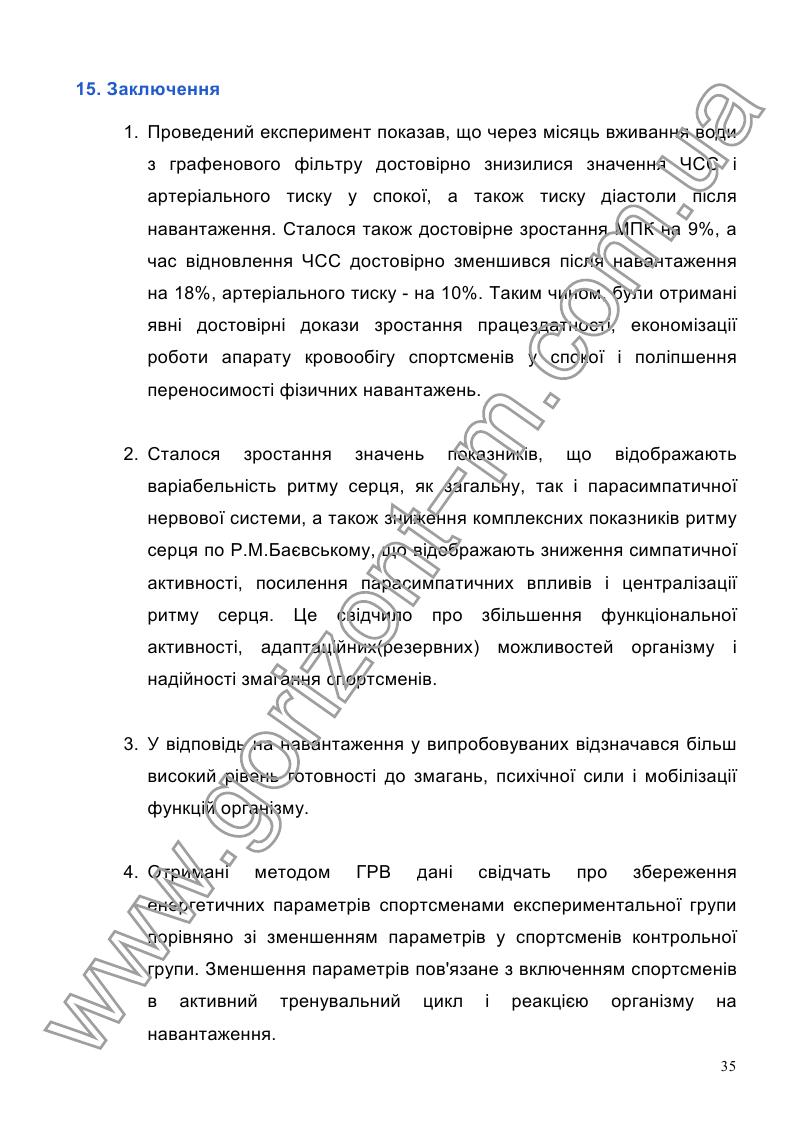 15. Заключення
1. Проведений експеримент показав, що через місяць вживання води
з графенового фільтру достовірно знизилися значення ЧСС і
артеріального тиску у спокої, а також тиску діастоли після
навантаження. Сталося також достовірне зростання МПК на 9%, а
час відновлення ЧСС достовірно зменшився після навантаження
на 18%, артеріального тиску - на 10%. Таким чином, були отримані
явні достовірні докази зростання працездатності, економізації
роботи апарату кровообігу спортсменів у спокої і поліпшення
переносимості фізичних навантажень.
2. Сталося зростання значень показників, що відображають
варіабельність ритму серця, як загальну, так і парасимпатичної
нервової системи, а також зниження комплексних показників ритму
серця по Р.М.Баєвському, що відображають зниження симпатичної
активності, посилення парасимпатичних впливів і централізації
ритму серця. Це свідчило про збільшення функціональної
активності, адаптаційних(резервних) можливостей організму і
надійності змагання спортсменів.
3. У відповідь на навантаження у випробовуваних відзначався більш
високий рівень готовності до змагань, психічної сили і мобілізації
функцій організму.
4. Отримані методом ГРВ дані свідчать про збереження
енергетичних параметрів спортсменами експериментальної групи
порівняно зі зменшенням параметрів у спортсменів контрольної
групи. Зменшення параметрів пов'язане з включенням спортсменів
в активний тренувальний цикл і реакцією організму на
навантаження.
35
www.gorizont-m.com.ua